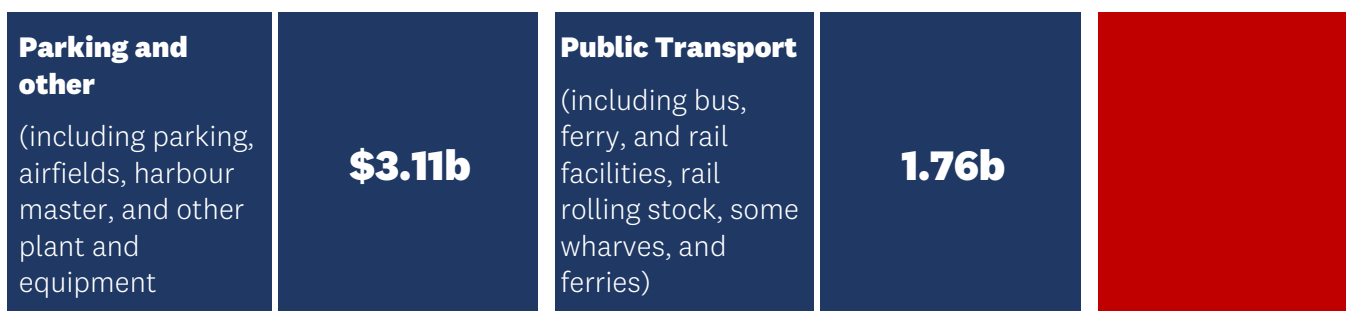 Parking and
other
(including parking,
airfields, harbour
master, and other
plant and
equipment
$3.11b
Public Transport
(including bus,
ferry, and rail
facilities, rail
rolling stock, some
wharves, and
ferries)
1.76b